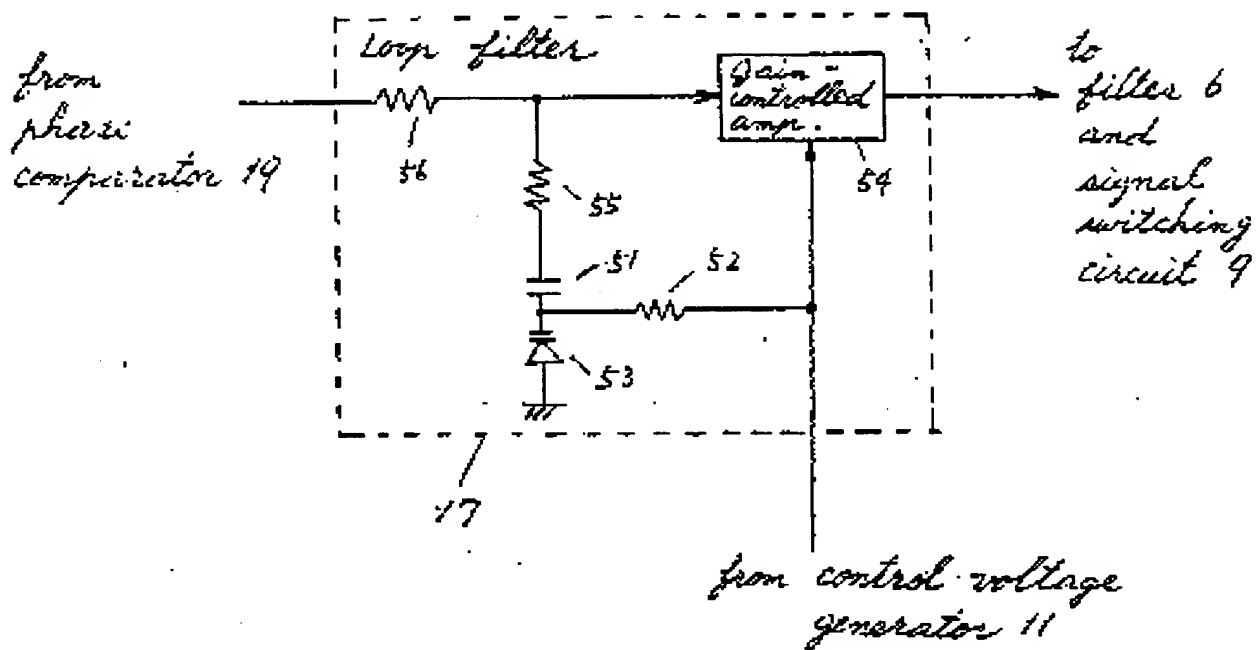 Loop filter
from
phase
comparator 19
gain-
controlled
amp.
to
filter 6
and
signal
switching
circuit 9
56
54
55
51
52
53
17
from control voltage
generator 11